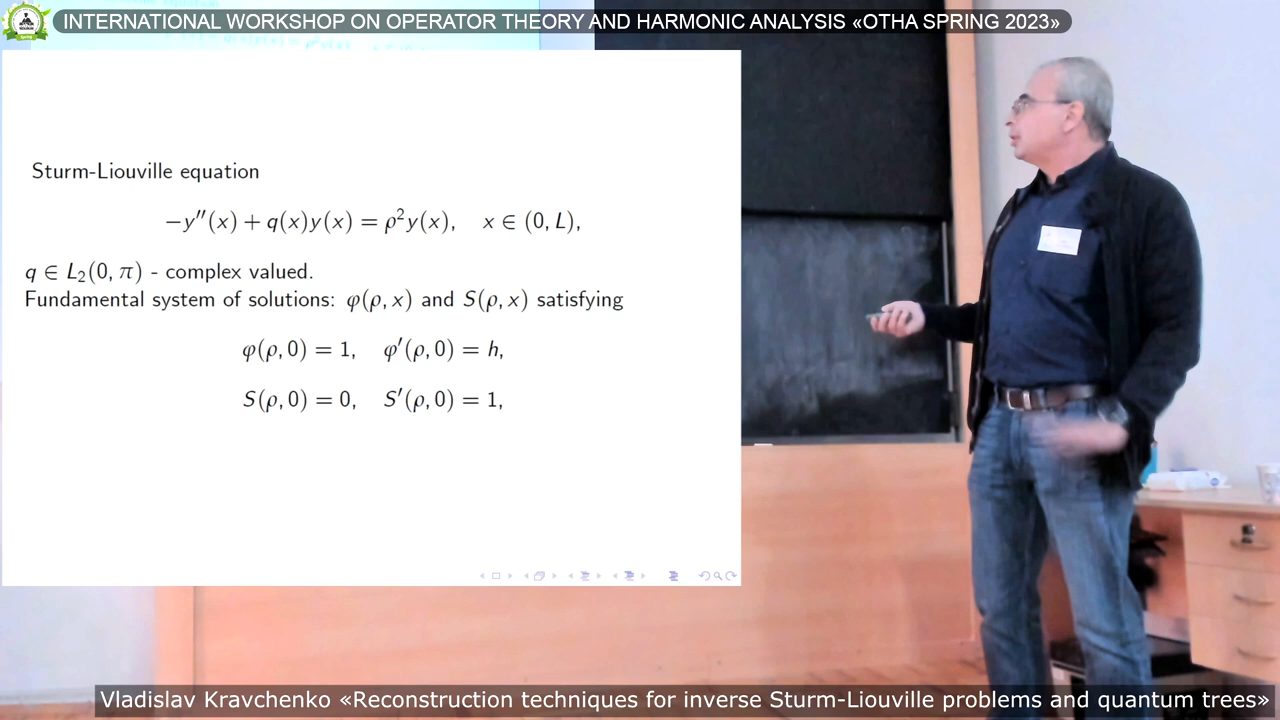 INTERNATIONAL WORKSHOP ON OPERATOR THEORY AND HARMONIC ANALYSIS «OTHA SPRING 2023»
Sturm-Liouville equation
−y″(x) + q(x)y(x) = ρ²y(x), x ∈ (0, L),
q ∈ L₂(0, π) - complex valued.
Fundamental system of solutions: φ(ρ, x) and S(ρ, x) satisfying
φ(ρ, 0) = 1, φ′(ρ, 0) = h,
S(ρ, 0) = 0, S′(ρ, 0) = 1,
Vladislav Kravchenko «Reconstruction techniques for inverse Sturm-Liouville problems and quantum trees»